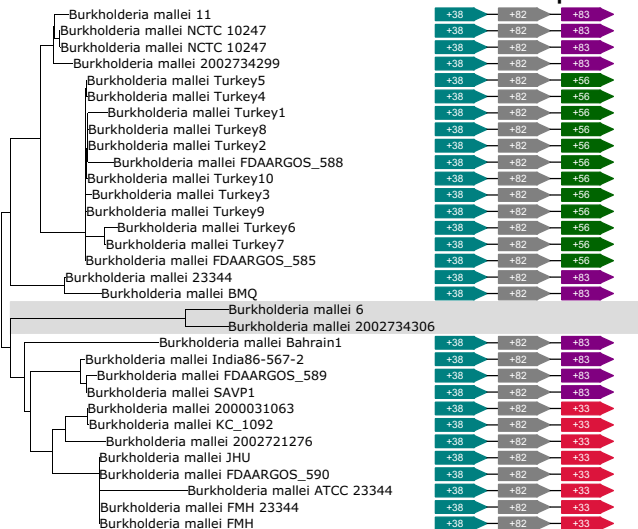 Burkholderia mallei 11 +38 +82 +83
Burkholderia mallei NCTC 10247 +38 +82 +83
Burkholderia mallei NCTC 10247 +38 +82 +83
Burkholderia mallei 2002734299 +38 +82 +83
Burkholderia mallei Turkey5 +38 +82 +56
Burkholderia mallei Turkey4 +38 +82 +56
Burkholderia mallei Turkey1 +38 +82 +56
Burkholderia mallei Turkey8 +38 +82 +56
Burkholderia mallei Turkey2 +38 +82 +56
Burkholderia mallei FDAARGOS_588 +38 +82 +56
Burkholderia mallei Turkey10 +38 +82 +56
Burkholderia mallei Turkey3 +38 +82 +56
Burkholderia mallei Turkey9 +38 +82 +56
Burkholderia mallei Turkey6 +38 +82 +56
Burkholderia mallei Turkey7 +38 +82 +56
Burkholderia mallei FDAARGOS_585 +38 +82 +56
Burkholderia mallei 23344 +38 +82 +83
Burkholderia mallei BMQ +38 +82 +83
Burkholderia mallei 6
Burkholderia mallei 2002734306
Burkholderia mallei Bahrain1 +38 +82 +83
Burkholderia mallei India86-567-2 +38 +82 +83
Burkholderia mallei FDAARGOS_589 +38 +82 +83
Burkholderia mallei SAVP1 +38 +82 +83
Burkholderia mallei 2000031063 +38 +82 +33
Burkholderia mallei KC_1092 +38 +82 +33
Burkholderia mallei 2002721276 +38 +82 +33
Burkholderia mallei JHU +38 +82 +33
Burkholderia mallei FDAARGOS_590 +38 +82 +33
Burkholderia mallei ATCC 23344 +38 +82 +33
Burkholderia mallei FMH 23344 +38 +82 +33
Burkholderia mallei FMH +38 +82 +33